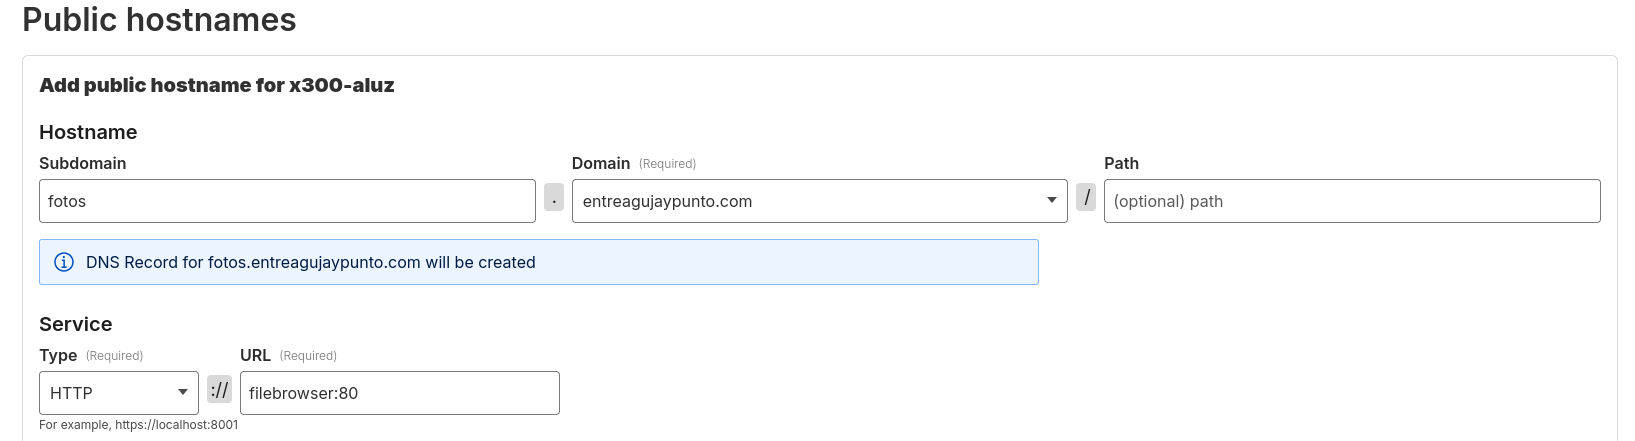 Public hostnames
Add public hostname for x300-aluz
Hostname
Subdomain Domain (Required) Path
fotos . entreagujaypunto.com / (optional) path
DNS Record for fotos.entreagujaypunto.com will be created
Service
Type (Required) URL (Required)
HTTP :// filebrowser:80
For example, https://localhost:8001